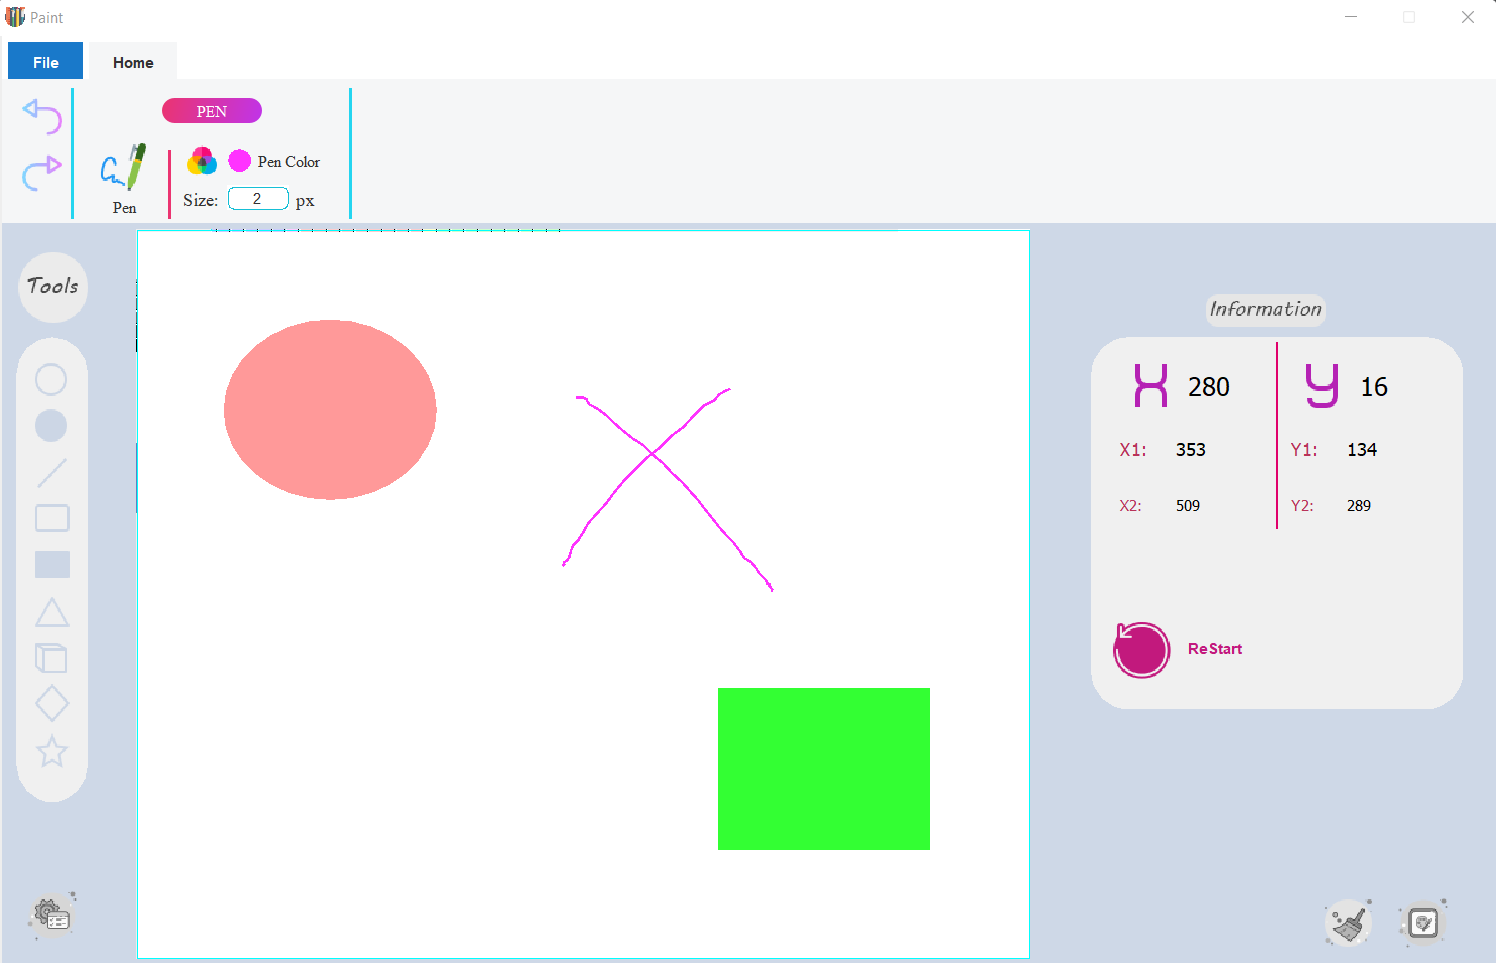 Paint
File Home
PEN
Pen Color
Size: 2 px
Pen
Tools
Information
X 280 Y 16
X1: 353 Y1: 134
X2: 509 Y2: 289
ReStart